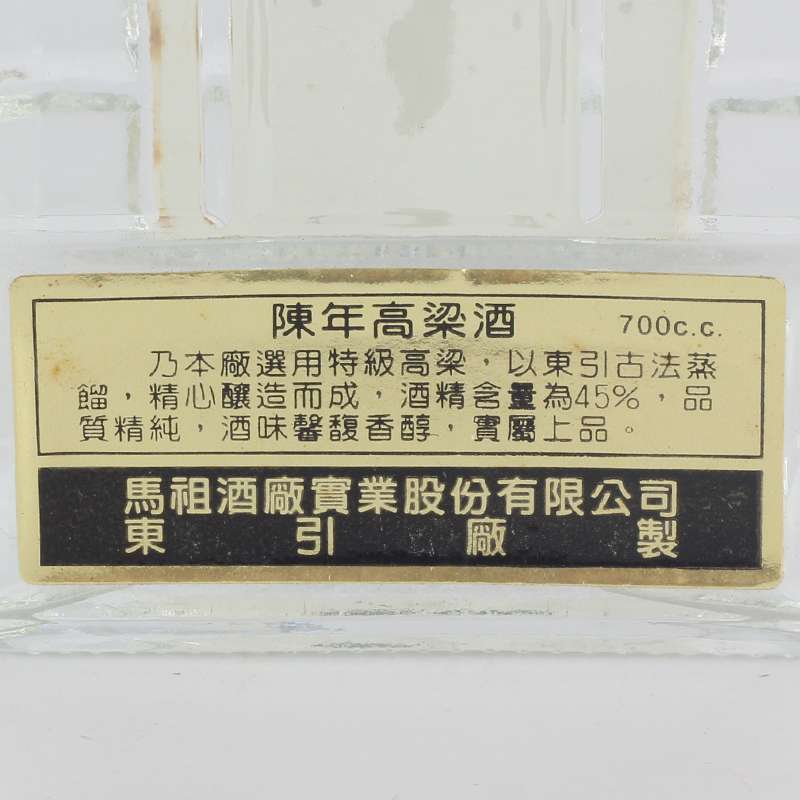 陳年高梁酒 700c.c.
乃本廠選用特級高梁，以東引古法蒸
餾，精心釀造而成，酒精含量為45%，品
質精純，酒味馨馥香醇，實屬上品。
馬祖酒廠實業股份有限公司
東引廠製